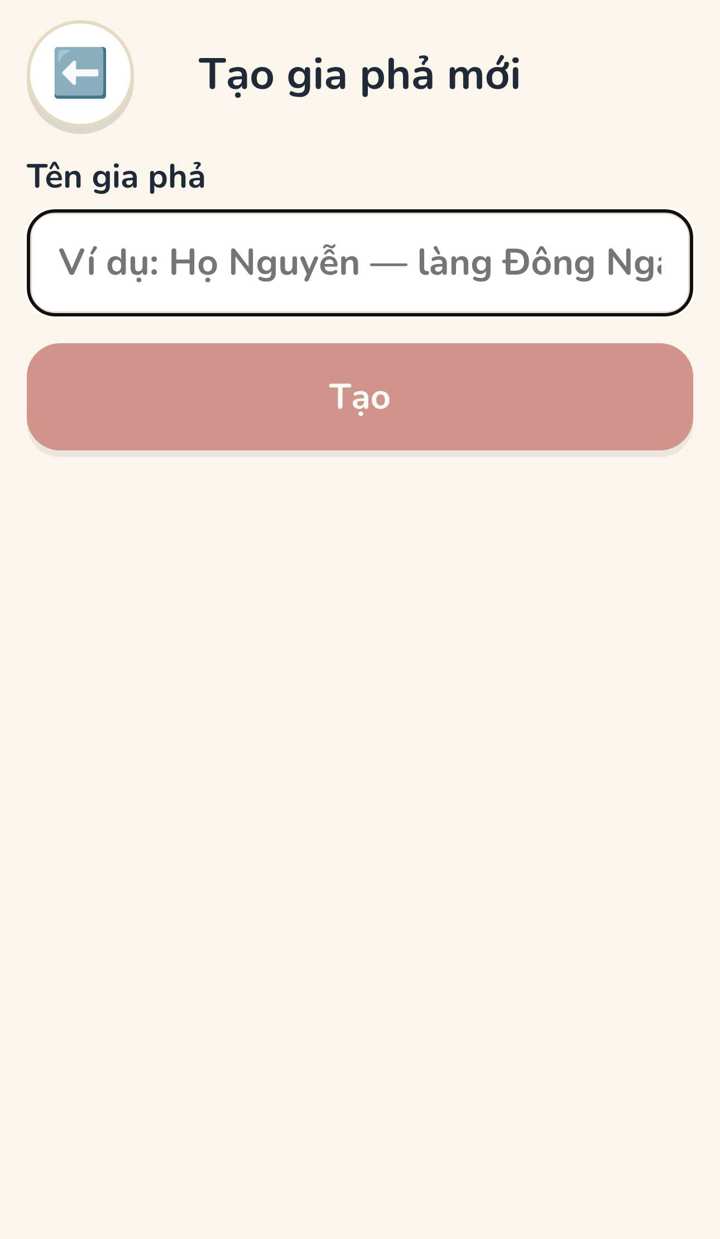 Tạo gia phả mới
Tên gia phả
Ví dụ: Họ Nguyễn — làng Đông
Tạo